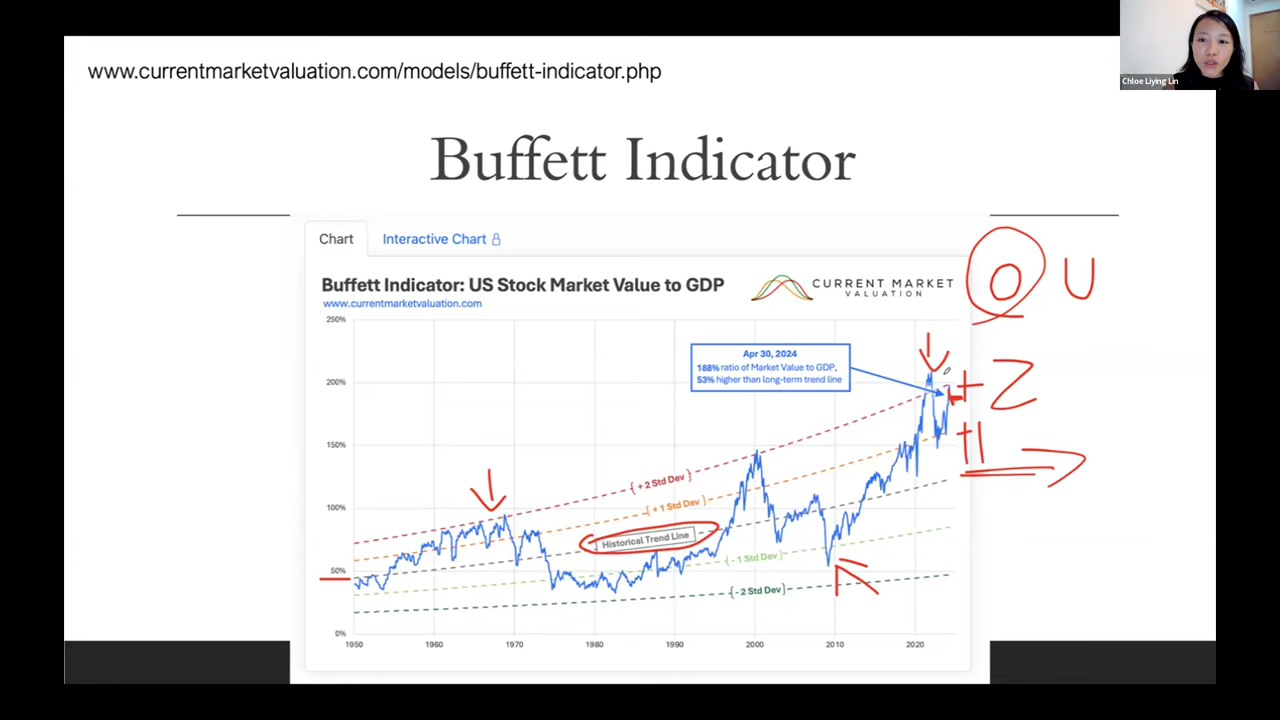 www.currentmarketvaluation.com/models/buffett-indicator.php
Chloe Liying Lin
Buffett Indicator
Chart
Interactive Chart
Buffett Indicator: US Stock Market Value to GDP
www.currentmarketvaluation.com
CURRENT MARKET
VALUATION
O U
250%
Apr 30, 2024
188% ratio of Market Value to GDP,
53% higher than long-term trend line
200%
+2
150%
+1
{ + 2 Std Dev }
100%
{ + 1 Std Dev }
Historical Trend Line
{ - 1 Std Dev }
50%
{ - 2 Std Dev }
0%
1950 1960 1970 1980 1990 2000 2010 2020